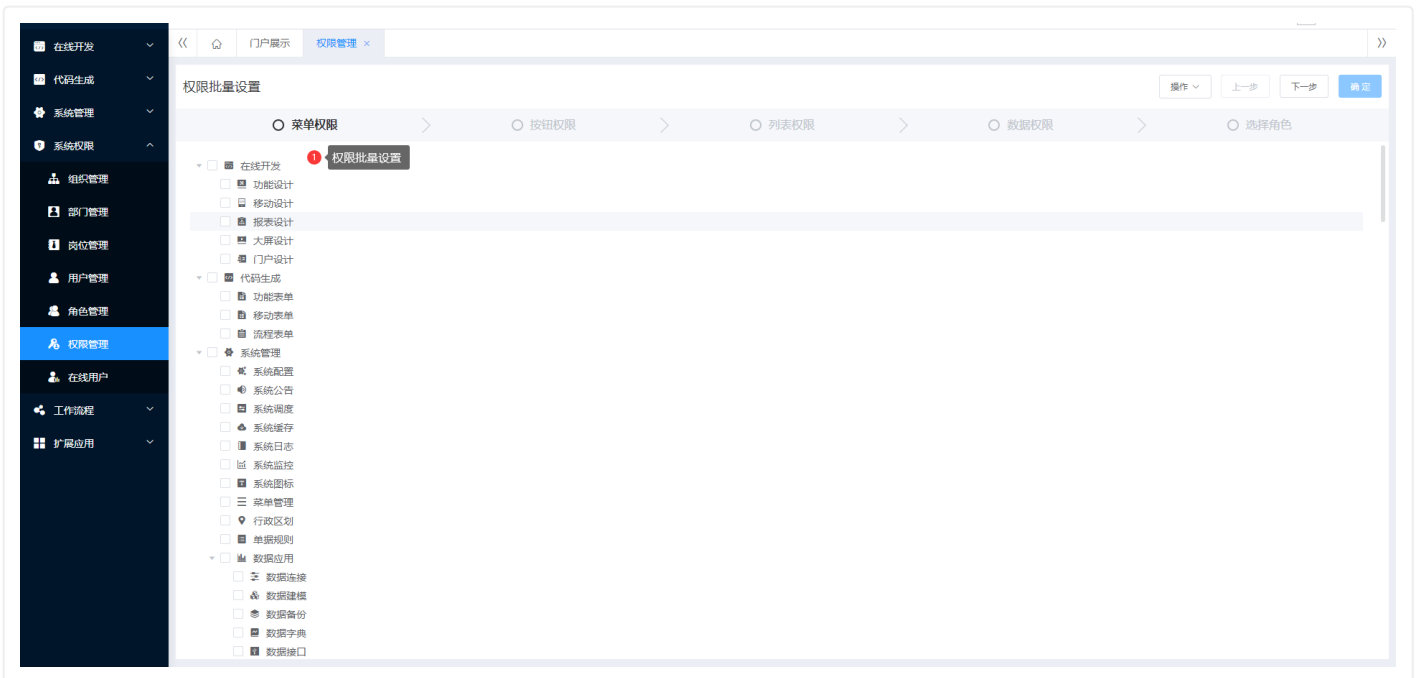 在线开发
代码生成
系统管理
系统权限
组织管理
部门管理
岗位管理
用户管理
角色管理
权限管理
在线用户
工作流程
扩展应用
门户展示 权限管理 ×
权限批量设置
操作 上一步 下一步 确定
菜单权限 按钮权限 列表权限 数据权限 选择角色
1 权限批量设置
在线开发
功能设计
移动设计
报表设计
大屏设计
门户设计
代码生成
功能表单
移动表单
流程表单
系统管理
系统配置
系统公告
系统调度
系统缓存
系统日志
系统监控
系统图标
菜单管理
行政区划
单据规则
数据应用
数据连接
数据建模
数据备份
数据字典
数据接口